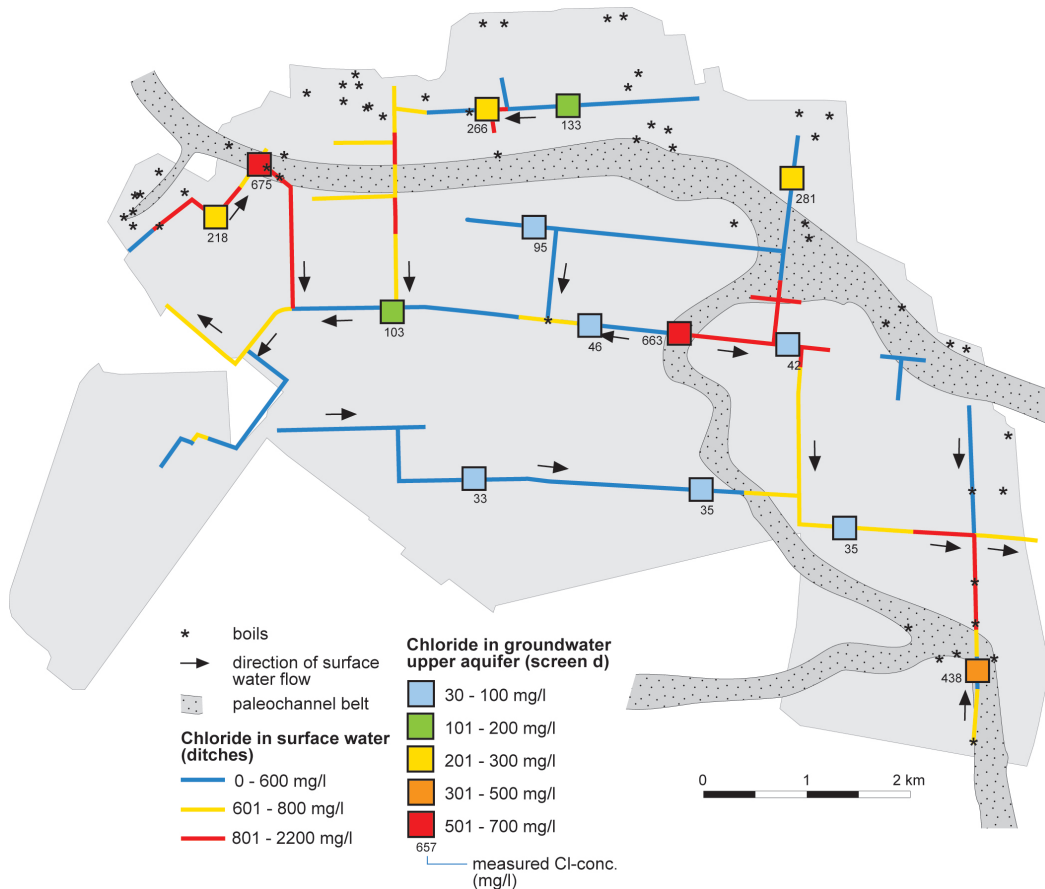 266
133
675
281
218
95
103
46
663
42
33
35
35
438
* boils
direction of surface
water flow
paleochannel belt
Chloride in surface water
(ditches)
0 - 600 mg/l
601 - 800 mg/l
801 - 2200 mg/l
Chloride in groundwater
upper aquifer (screen d)
30 - 100 mg/l
101 - 200 mg/l
201 - 300 mg/l
301 - 500 mg/l
501 - 700 mg/l
657
measured Cl-conc.
(mg/l)
0 1 2 km